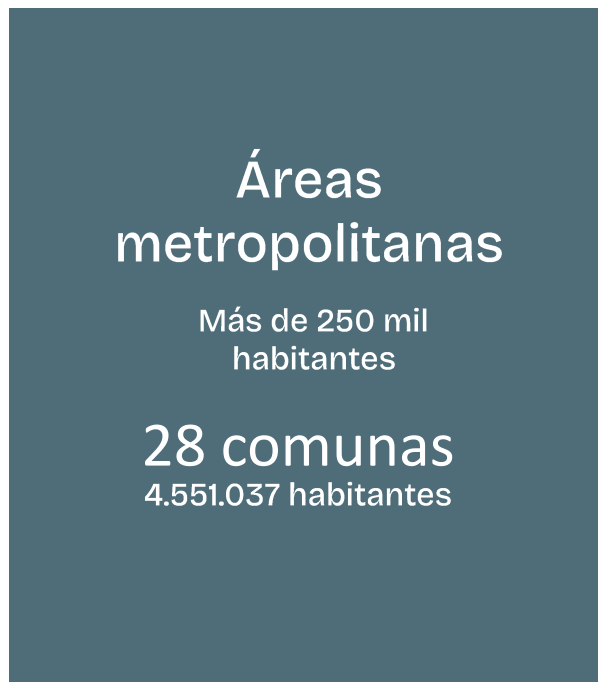 Áreas
metropolitanas
Más de 250 mil
habitantes
28 comunas
4.551.037 habitantes